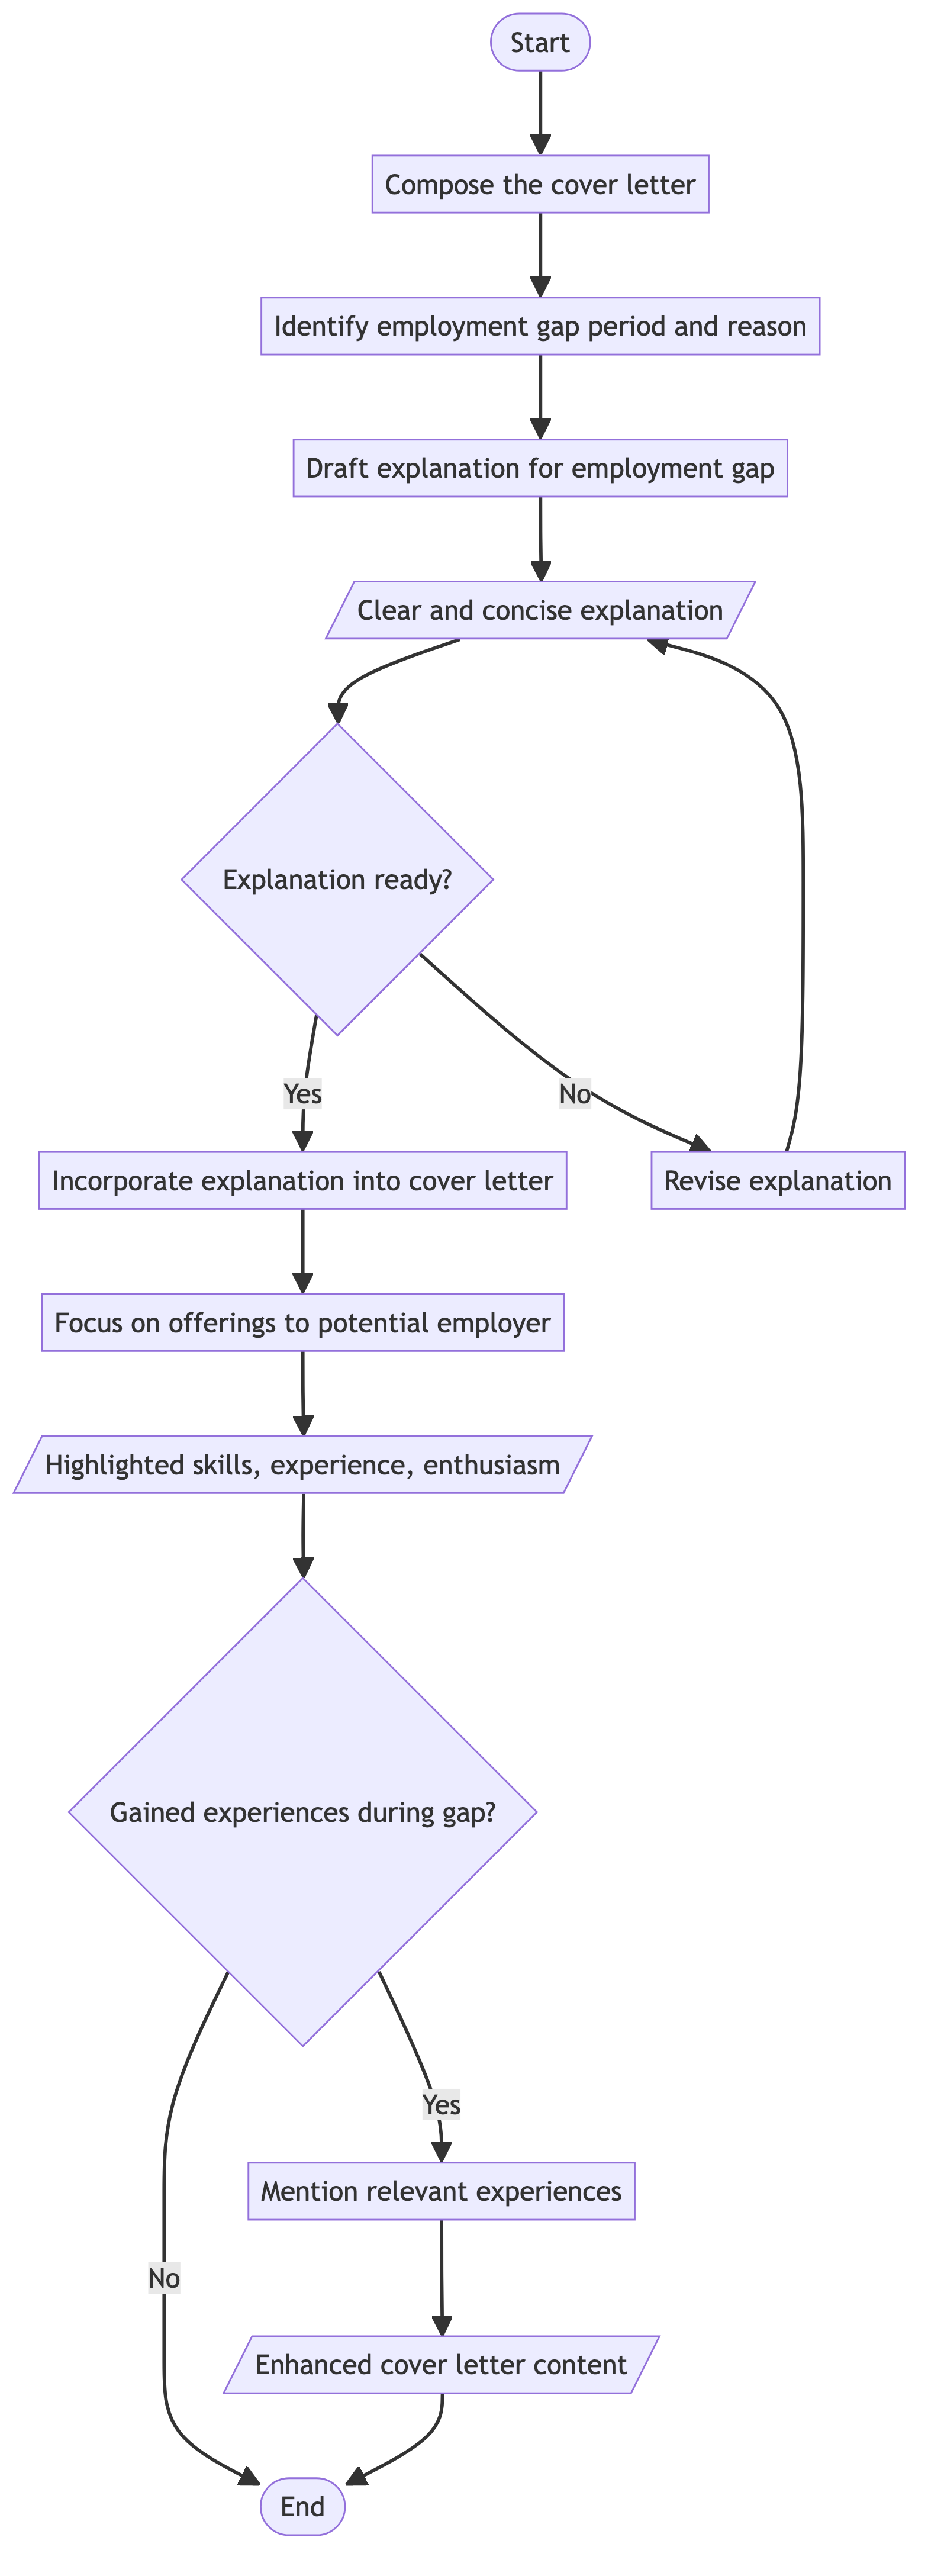 Start
Compose the cover letter
Identify employment gap period and reason
Draft explanation for employment gap
Clear and concise explanation
Explanation ready?
Yes
No
Incorporate explanation into cover letter
Revise explanation
Focus on offerings to potential employer
Highlighted skills, experience, enthusiasm
Gained experiences during gap?
Yes
Mention relevant experiences
No
Enhanced cover letter content
End